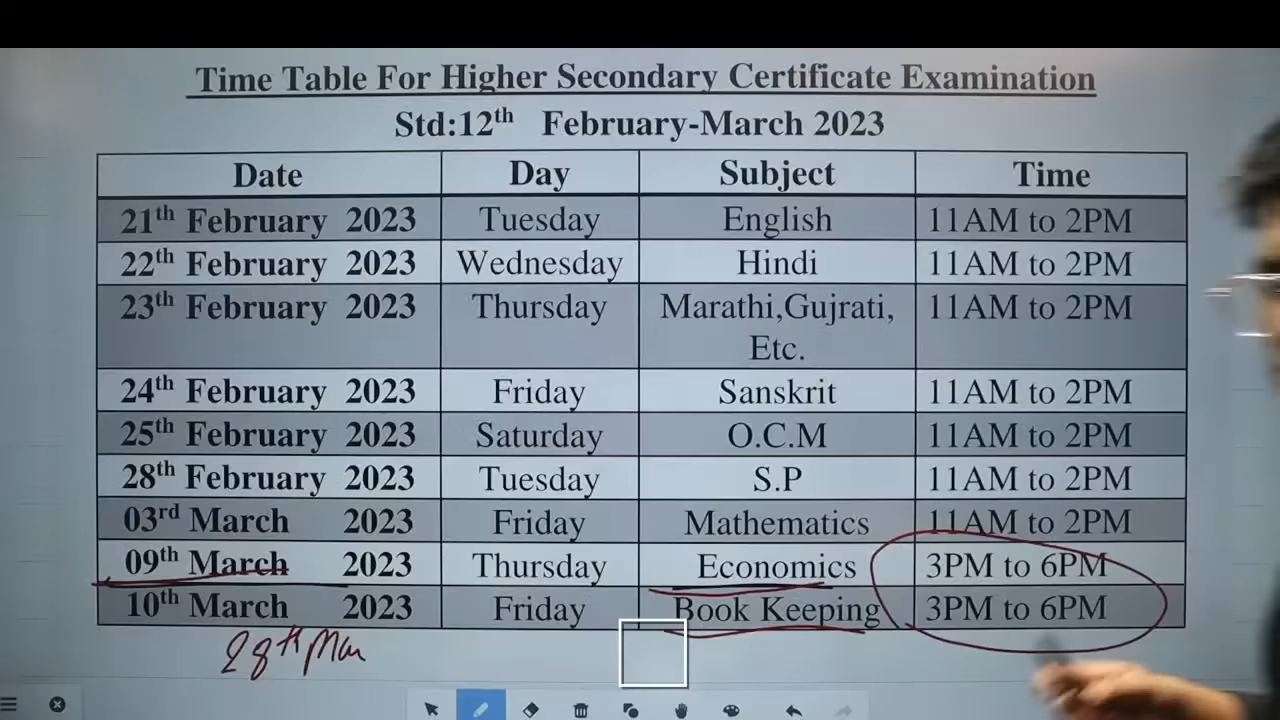 Time Table For Higher Secondary Certificate Examination
Std:12th February-March 2023
Date Day Subject Time
21th February 2023 Tuesday English 11AM to 2PM
22th February 2023 Wednesday Hindi 11AM to 2PM
23th February 2023 Thursday Marathi,Gujrati, 11AM to 2PM
Etc.
24th February 2023 Friday Sanskrit 11AM to 2PM
25th February 2023 Saturday O.C.M 11AM to 2PM
28th February 2023 Tuesday S.P 11AM to 2PM
03rd March 2023 Friday Mathematics 11AM to 2PM
09th March 2023 Thursday Economics 3PM to 6PM
10th March 2023 Friday Book Keeping 3PM to 6PM
28th Mar